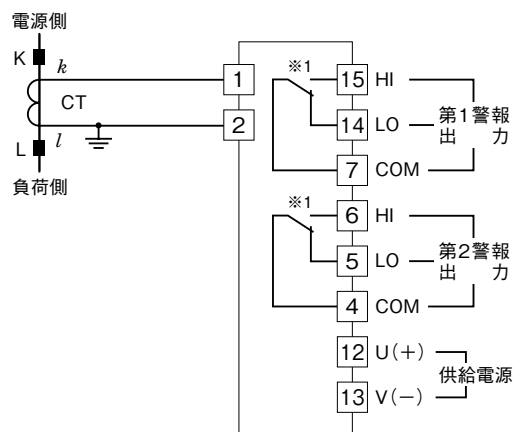 電源側
K
k
CT
L
l
負荷側
1
2
※1
15 HI
14 LO
7 COM
第1警報
出 力
※1
6 HI
5 LO
4 COM
第2警報
出 力
12 U(+)
13 V(−)
供給電源